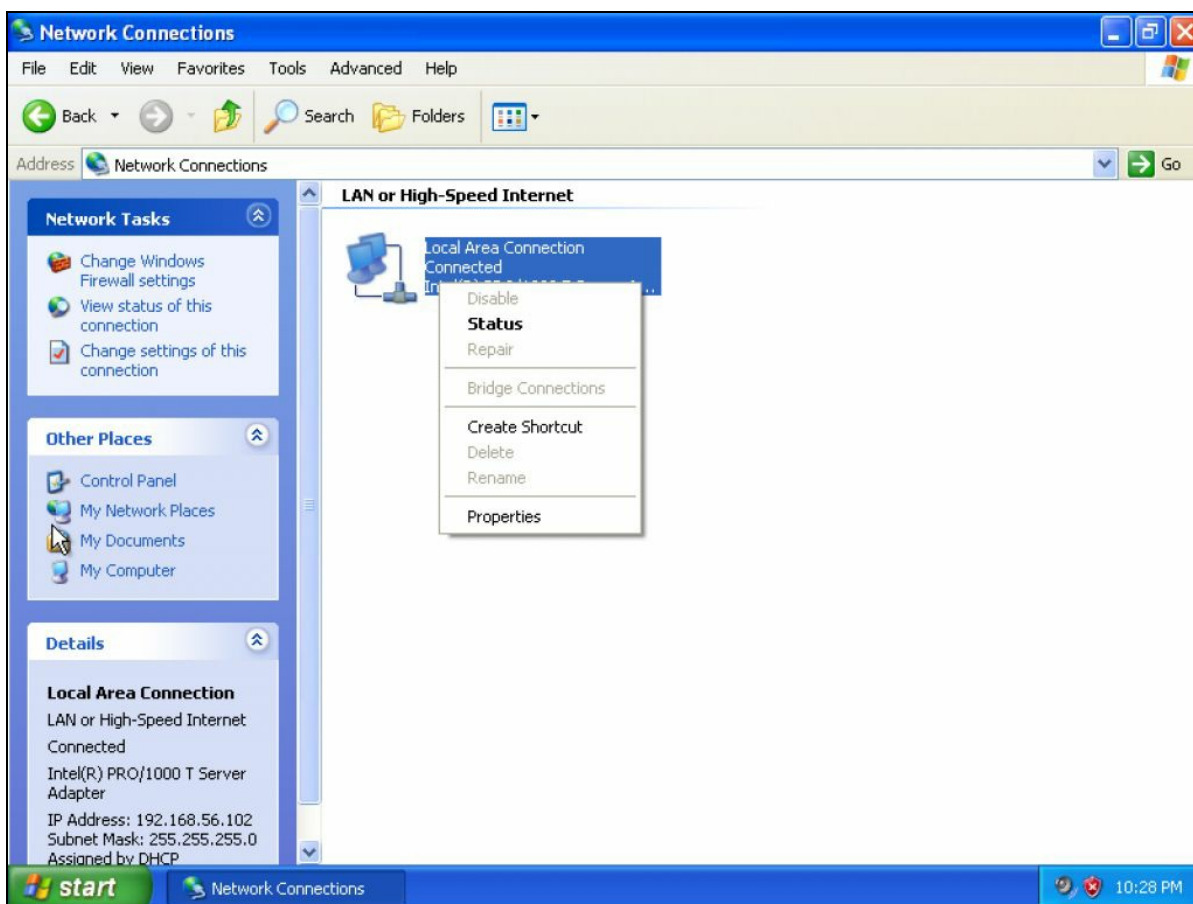 Network Connections
File Edit View Favorites Tools Advanced Help
Back Search Folders
Address Network Connections Go
Network Tasks
Change Windows
Firewall settings
View status of this
connection
Change settings of this
connection
Other Places
Control Panel
My Network Places
My Documents
My Computer
Details
Local Area Connection
LAN or High-Speed Internet
Connected
Intel(R) PRO/1000 T Server
Adapter
IP Address: 192.168.56.102
Subnet Mask: 255.255.255.0
Assigned by DHCP
LAN or High-Speed Internet
Local Area Connection
Connected
Disable
Status
Repair
Bridge Connections
Create Shortcut
Delete
Rename
Properties
start Network Connections 10:28 PM